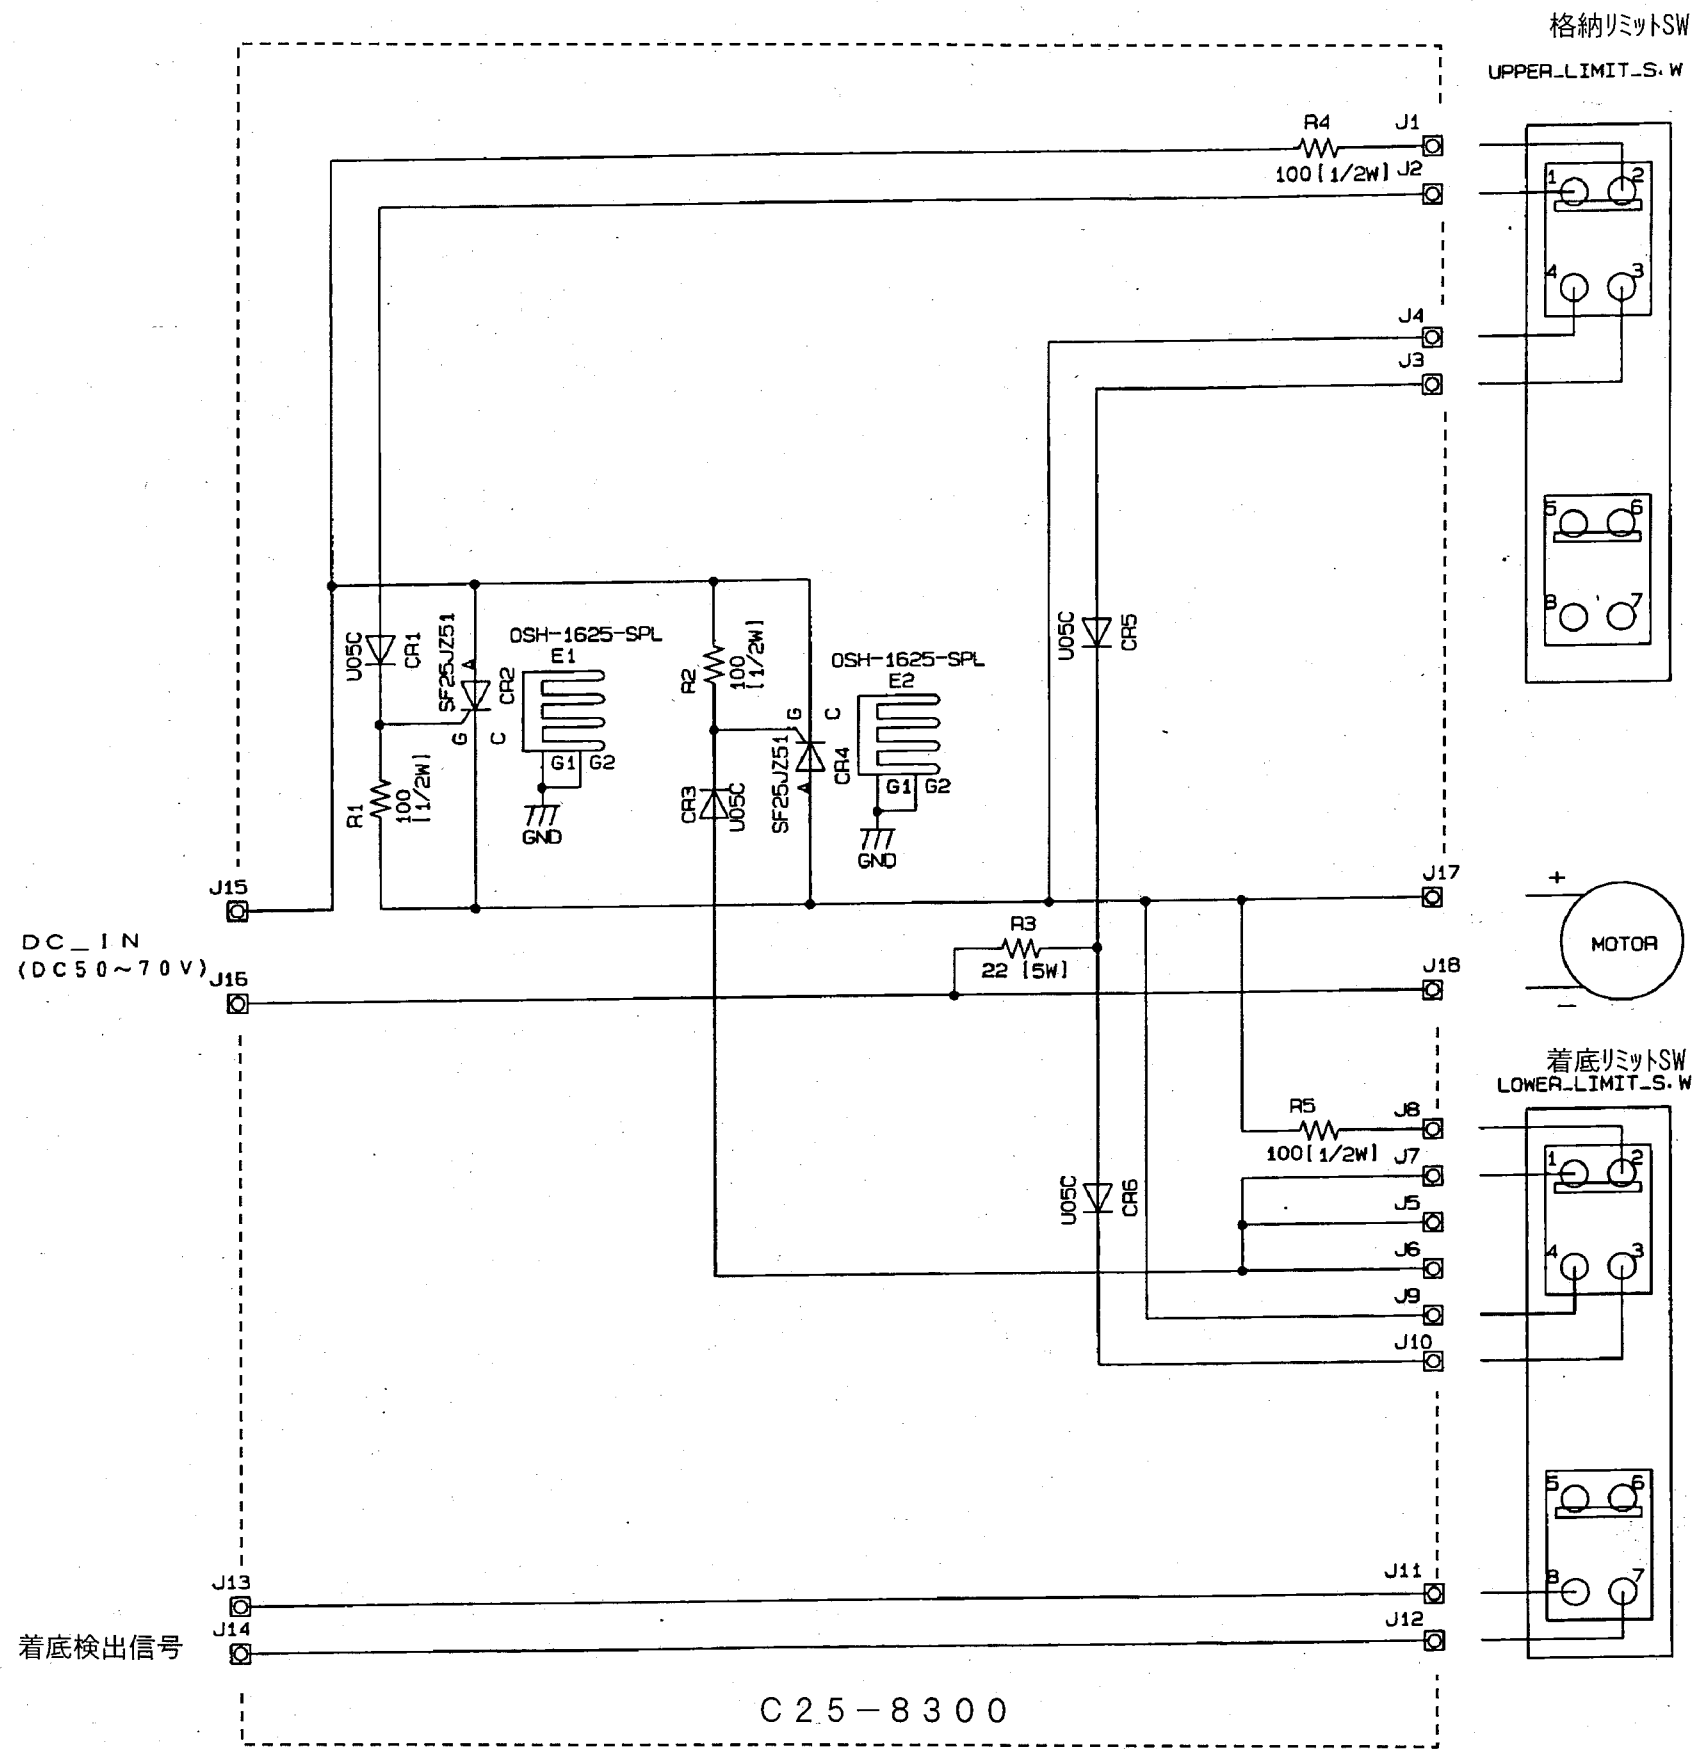 格納リミットSW
UPPER_LIMIT_S.W
R4
J1
100[1/2W]
J2
1
2
4
3
J4
J3
5
6
8
7
U05C
CR1
SF25JZ51
A
CR2
G
C
OSH-1625-SPL
E1
G1
G2
GND
R1
100
[1/2W]
R2
100
[1/2W]
G
C
SF25JZ51
A
CR4
CR3
U05C
OSH-1625-SPL
E2
G1
G2
GND
U05C
CR5
J15
DC_IN
(DC50~70V)
J16
R3
22 [5W]
J17
J18
+
MOTOR
-
着底リミットSW
LOWER_LIMIT_S.W
R5
J8
100[1/2W]
J7
J5
J6
J9
J10
U05C
CR6
1
2
4
3
5
6
8
7
J13
J11
J14
J12
着底検出信号
C25-8300